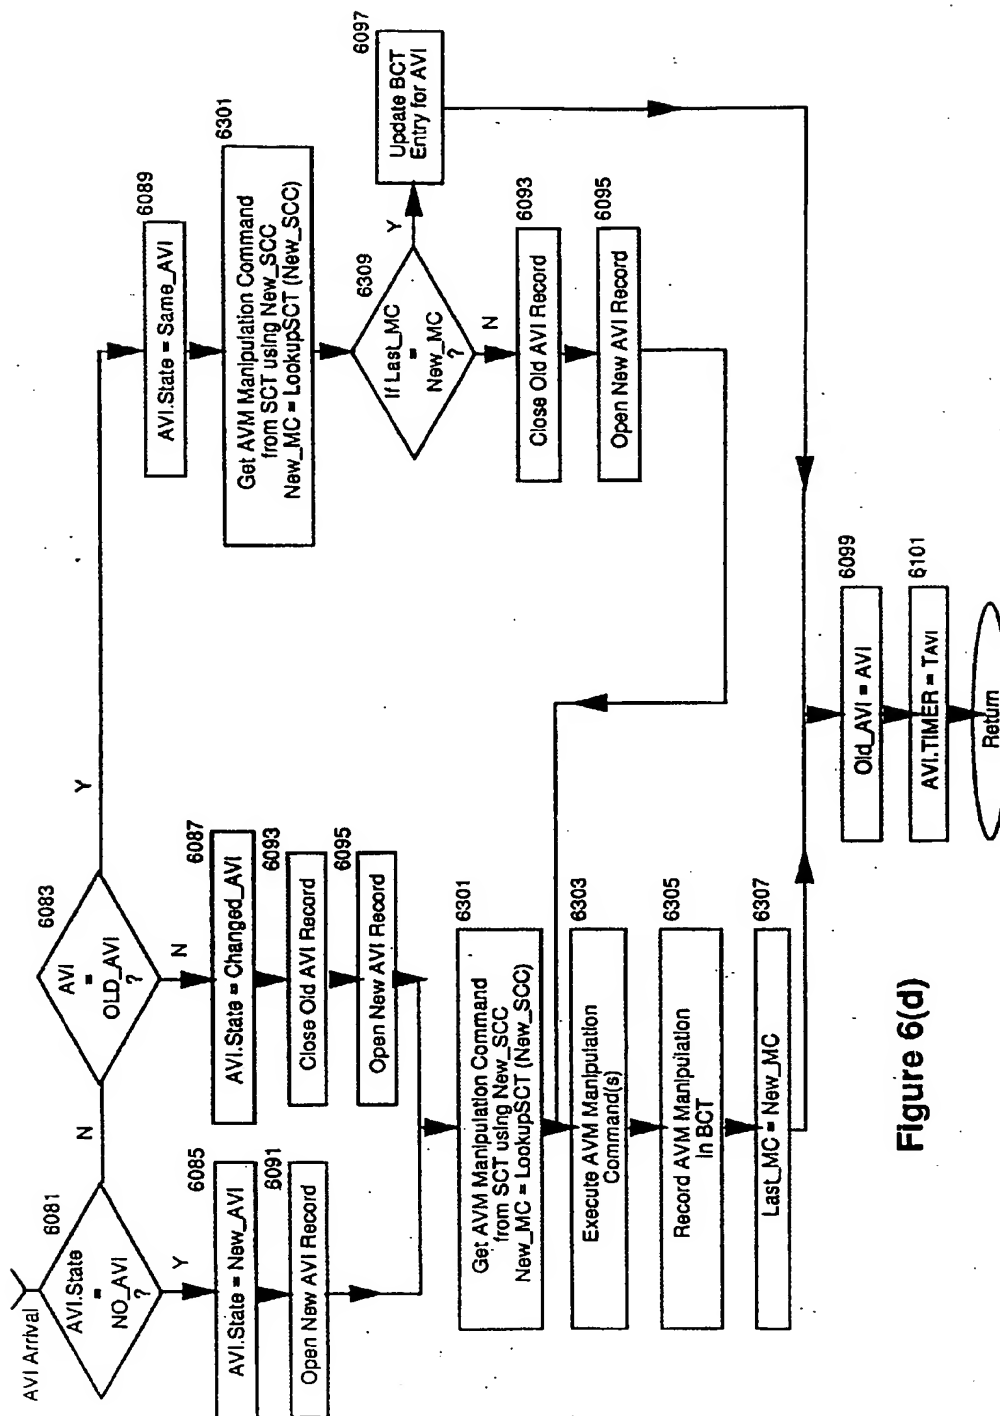 AVI Arrival
6081
AVI.State
=
NO_AVI
?
N
Y
6083
AVI
=
OLD_AVI
?
Y
N
6085
AVI.State = New_AVI
6091
Open New AVI Record
6087
AVI.State = Changed_AVI
6093
Close Old AVI Record
6095
Open New AVI Record
6089
AVI.State = Same_AVI
6301
Get AVM Manipulation Command
from SCT using New_SCC
New_MC = LookupSCT (New_SCC)
6309
If Last_MC
=
New_MC
?
Y
N
6097
Update BCT
Entry for AVI
6093
Close Old AVI Record
6095
Open New AVI Record
6301
Get AVM Manipulation Command
from SCT using New_SCC
New_MC = LookupSCT (New_SCC)
6303
Execute AVM Manipulation
Command(s)
6305
Record AVM Manipulation
In BCT
6307
Last_MC = New_MC
6099
Old_AVI = AVI
6101
AVI.TIMER = TAVI
Return
Figure 6(d)